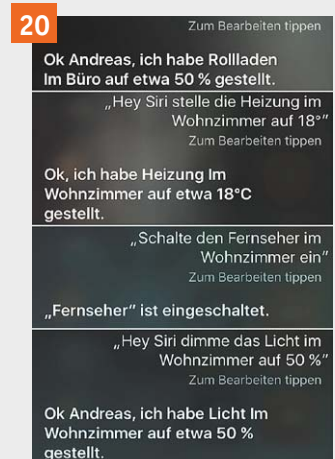 20
Zum Bearbeiten tippen
Ok Andreas, ich habe Rollladen
Im Büro auf etwa 50 % gestellt.
„Hey Siri stelle die Heizung im
Wohnzimmer auf 18°”
Zum Bearbeiten tippen
Ok, ich habe Heizung Im
Wohnzimmer auf etwa 18°C
gestellt.
„Schalte den Fernseher im
Wohnzimmer ein”
Zum Bearbeiten tippen
„Fernseher” ist eingeschaltet.
„Hey Siri dimme das Licht im
Wohnzimmer auf 50 %”
Zum Bearbeiten tippen
Ok Andreas, ich habe Licht Im
Wohnzimmer auf etwa 50 %
gestellt.